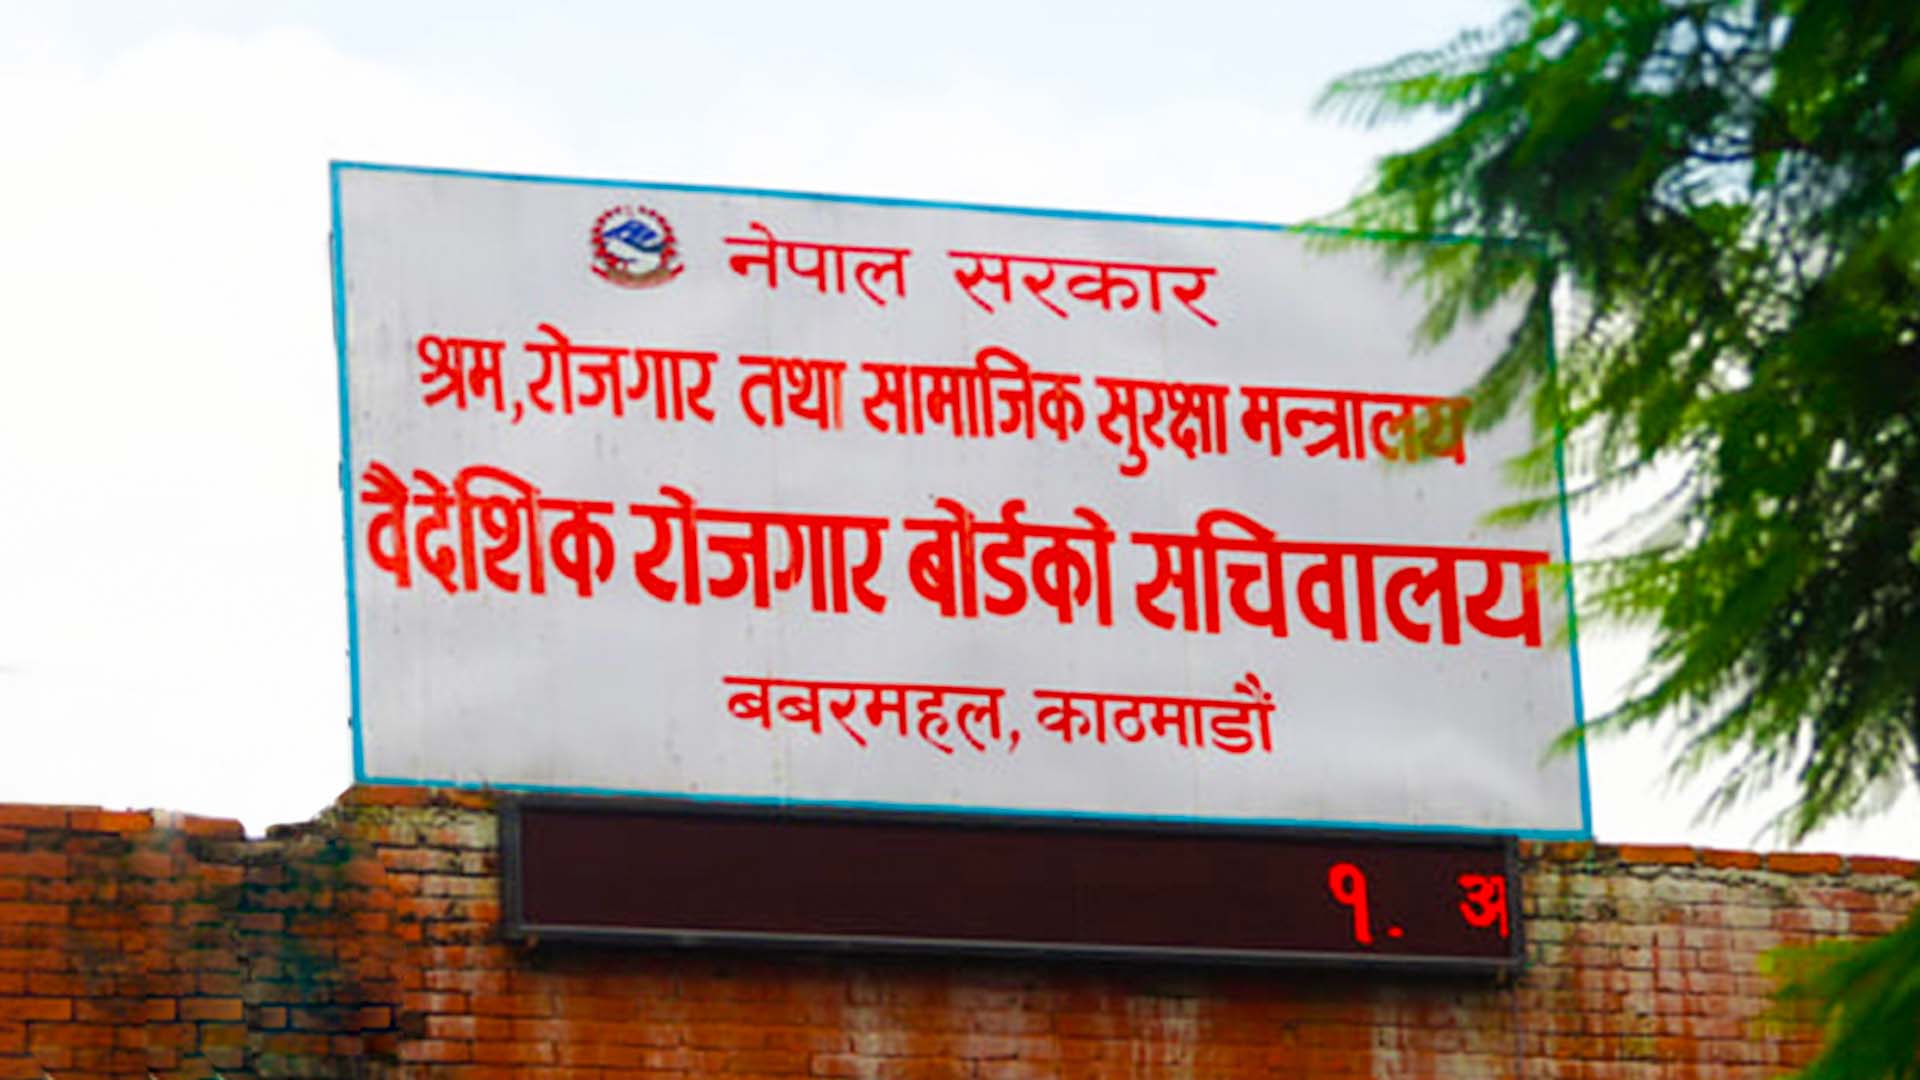 नेपाल सरकार
श्रम, रोजगार तथा सामाजिक सुरक्षा मन्त्रालय
वैदेशिक रोजगार बोर्डको सचिवालय
बबरमहल, काठमाडौं
१. अ